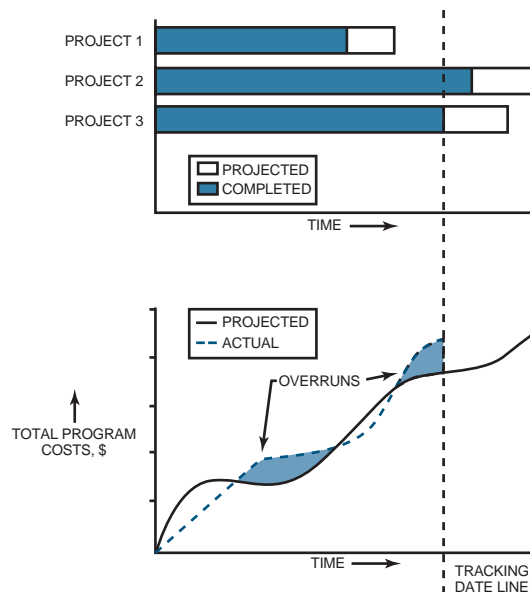 PROJECT 1
PROJECT 2
PROJECT 3
PROJECTED
COMPLETED
TIME
PROJECTED
ACTUAL
OVERRUNS
TOTAL PROGRAM
COSTS, $
TIME
TRACKING
DATE LINE